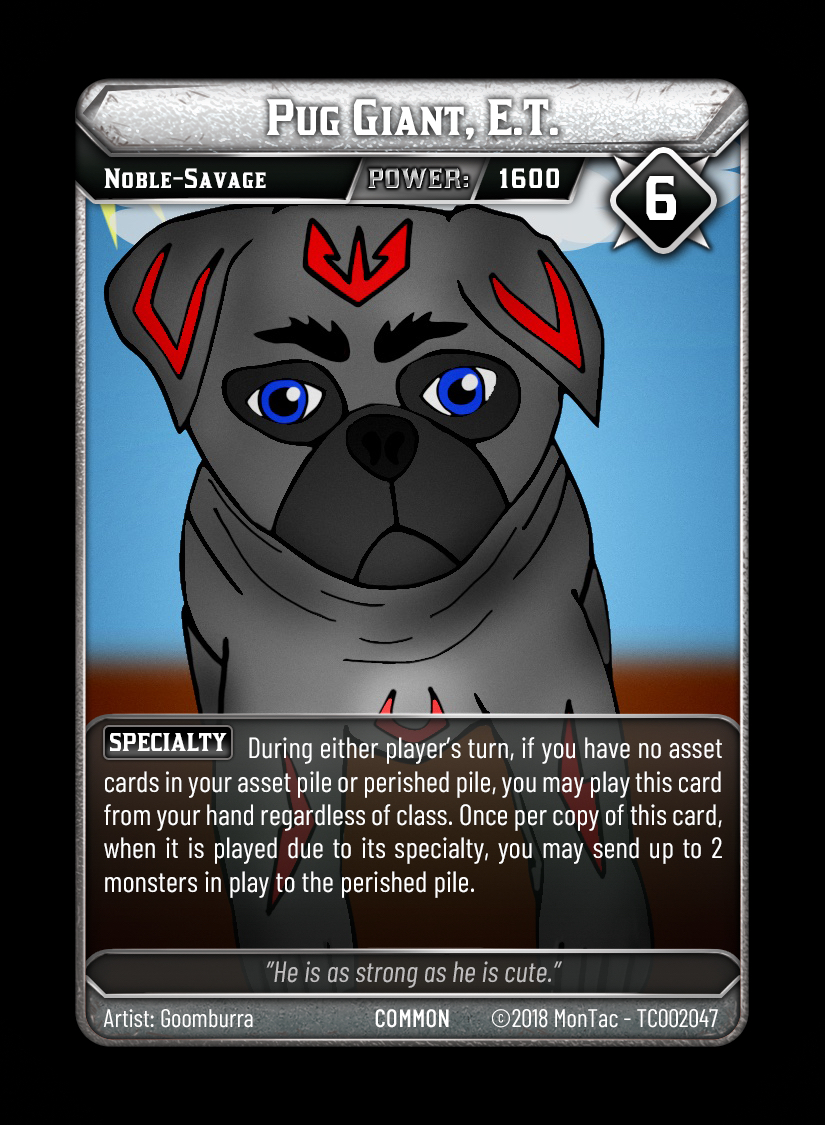 Pug Giant, E.T.
Noble-Savage POWER: 1600
6
SPECIALTY During either player's turn, if you have no asset
cards in your asset pile or perished pile, you may play this card
from your hand regardless of class. Once per copy of this card,
when it is played due to its specialty, you may send up to 2
monsters in play to the perished pile.
"He is as strong as he is cute."
Artist: Goomburra COMMON ©2018 MonTac - TC002047